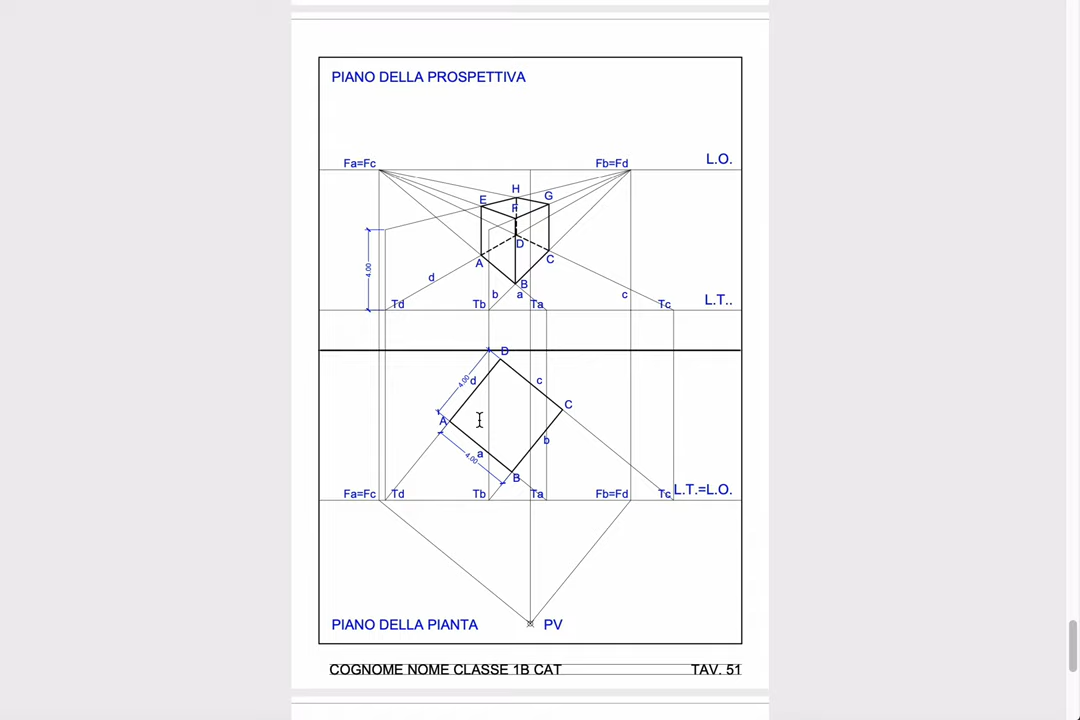 PIANO DELLA PROSPETTIVA
L.O.
Fa=Fc
Fb=Fd
H
E
G
F
4.00
D
A
C
d
B
b
a
c
L.T..
Td
Tb
Ta
Tc
D
4.00
d
c
C
A
b
a
4.00
B
Fa=Fc
Td
Tb
Ta
Fb=Fd
Tc
L.T.=L.O.
PIANO DELLA PIANTA
PV
COGNOME NOME CLASSE 1B CAT
TAV. 51